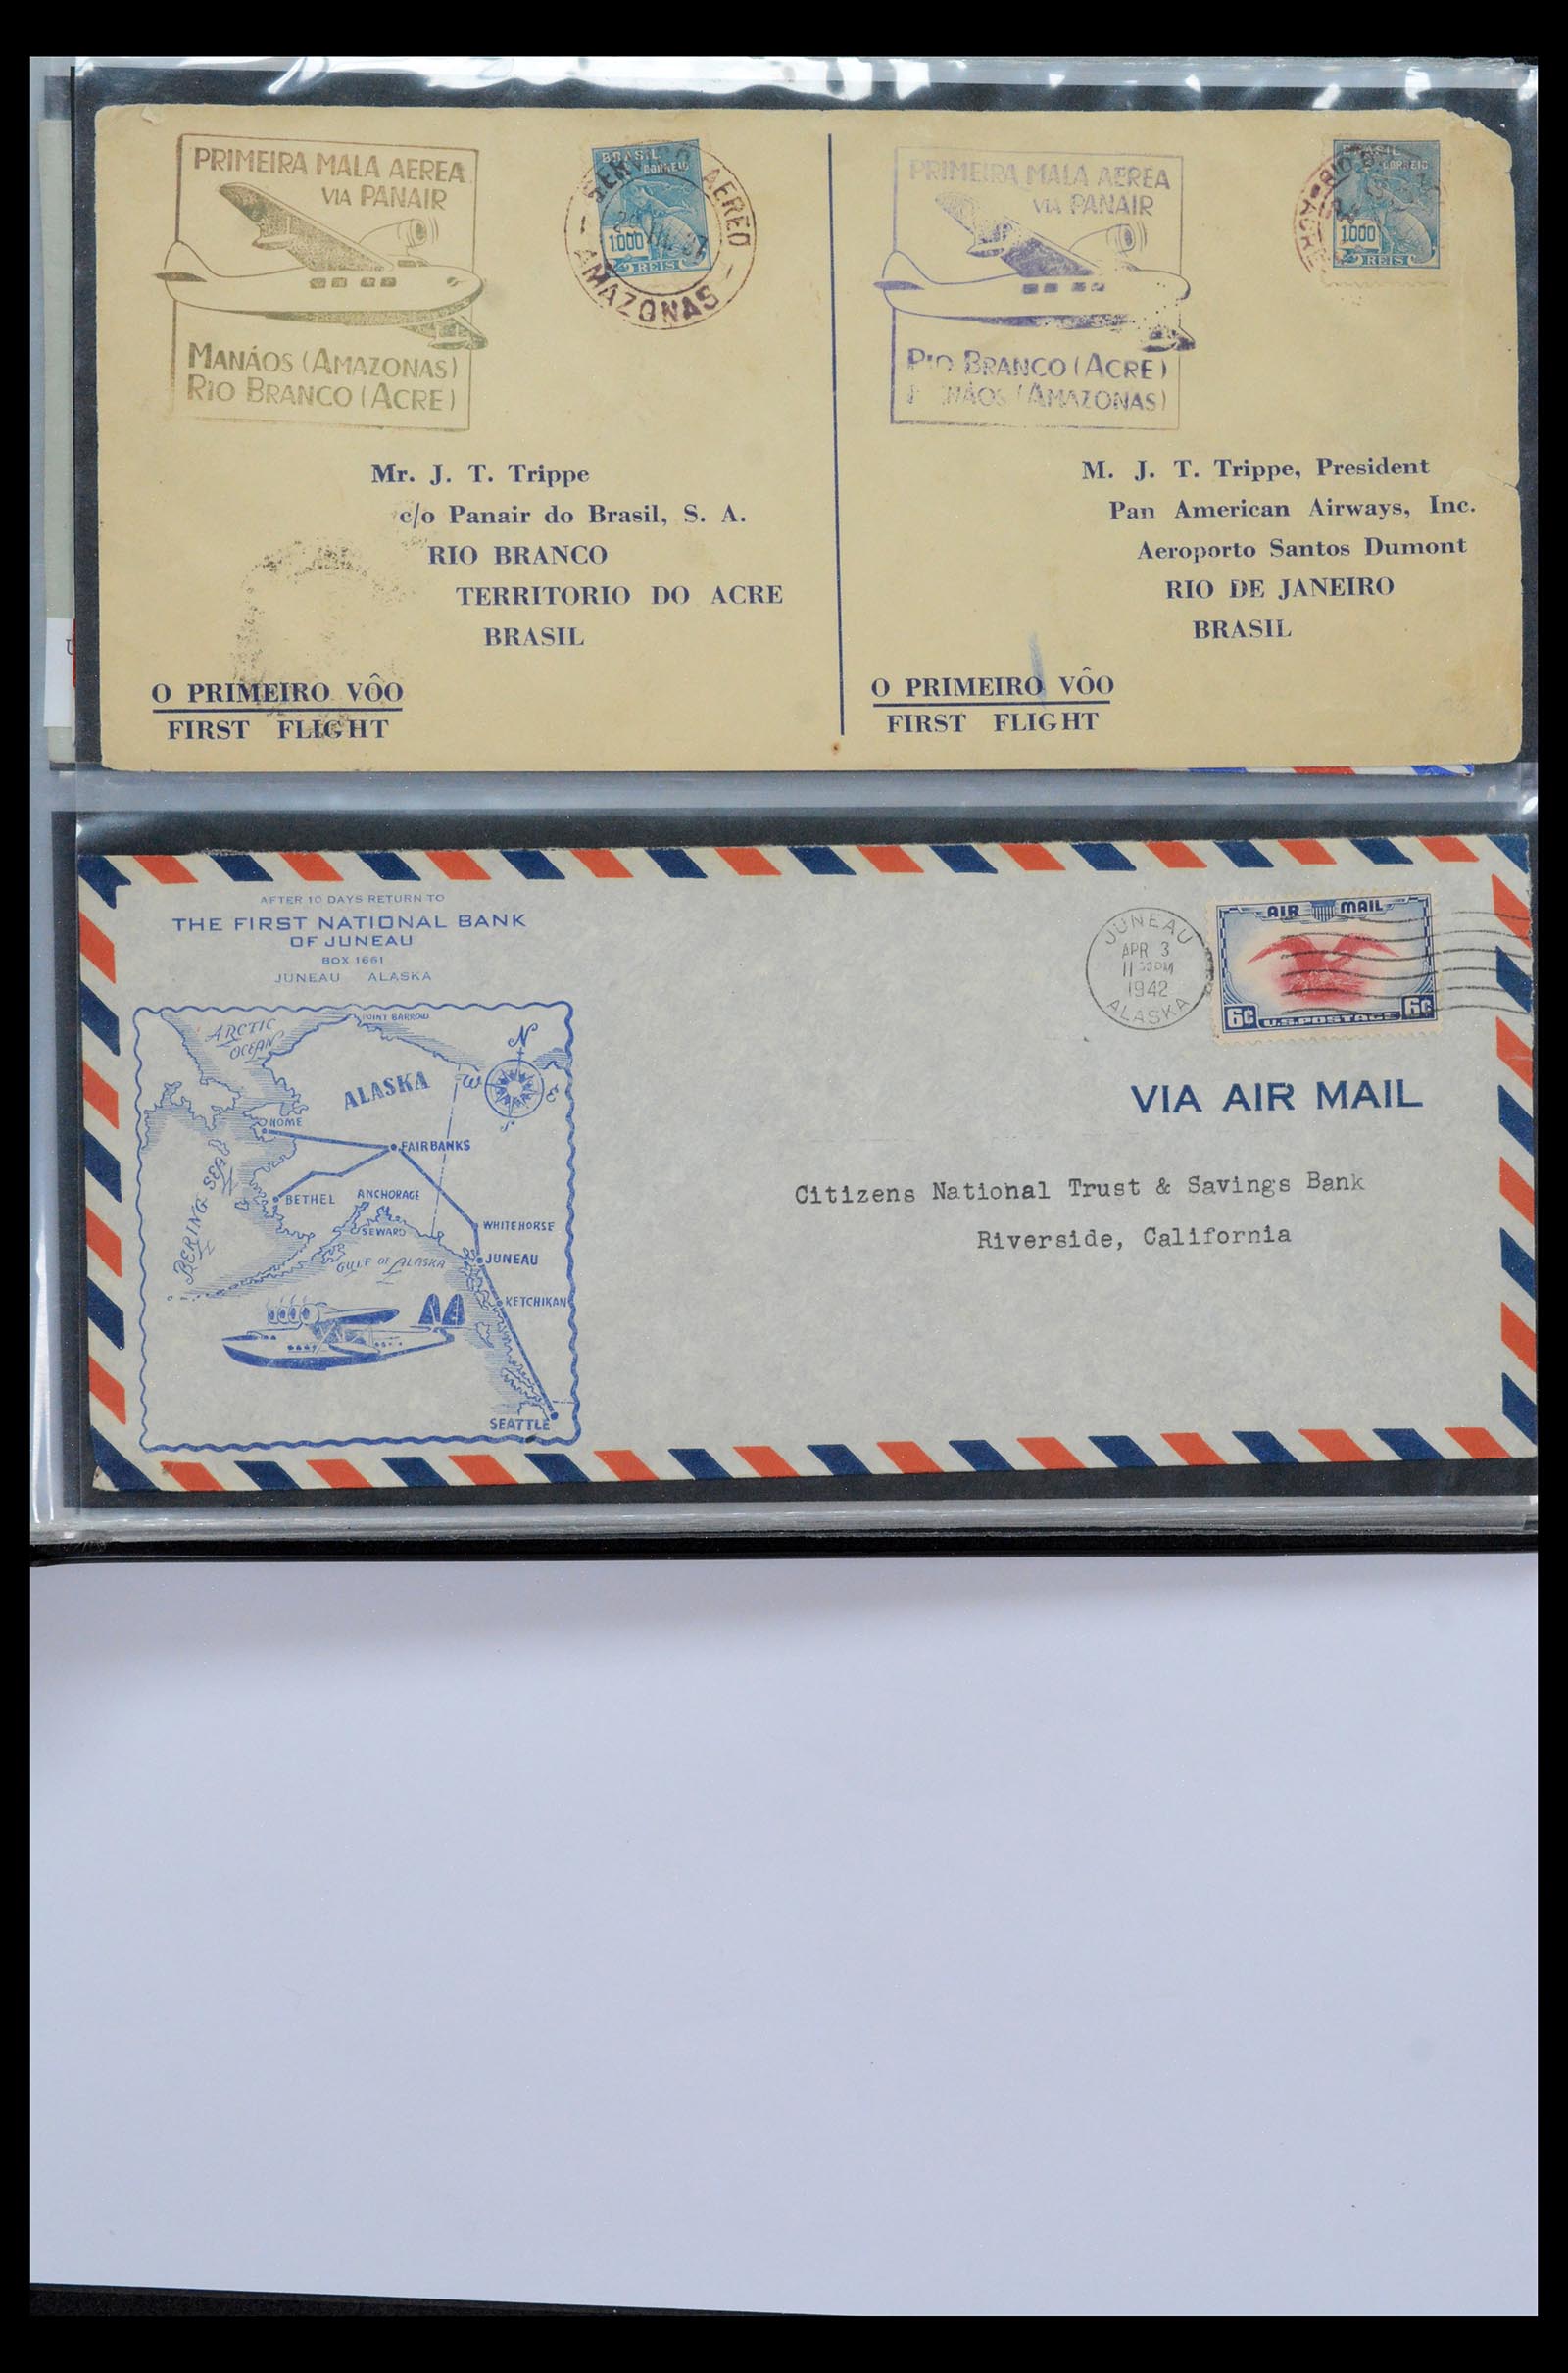 PRIMEIRA MALA AEREA
VIA PANAIR
MANÁOS (AMAZONAS)
RIO BRANCO (ACRE)
BRASIL
CORREIO
1000
REIS
AEREO
AMAZONAS
Mr. J. T. Trippe
c/o Panair do Brasil, S. A.
RIO BRANCO
TERRITORIO DO ACRE
BRASIL
O PRIMEIRO VÔO
FIRST FLIGHT
PRIMEIRA MALA AEREA
VIA PANAIR
RIO BRANCO (ACRE)
(AMAZONAS)
BRASIL
CORREIO
1000
REIS
M. J. T. Trippe, President
Pan American Airways, Inc.
Aeroporto Santos Dumont
RIO DE JANEIRO
BRASIL
O PRIMEIRO VÔO
FIRST FLIGHT
AFTER 10 DAYS RETURN TO
THE FIRST NATIONAL BANK
OF JUNEAU
BOX 1661
JUNEAU ALASKA
JUNEAU
APR 3
1942
ALASKA
AIR MAIL
6¢ U.S. POSTAGE 6¢
VIA AIR MAIL
Citizens National Trust & Savings Bank
Riverside, California
ARCTIC
OCEAN
POINT BARROW
N
W
E
S
ALASKA
NOME
FAIRBANKS
BERING SEA
BETHEL
ANCHORAGE
SEWARD
WHITEHORSE
GULF OF ALASKA
JUNEAU
KETCHIKAN
SEATTLE